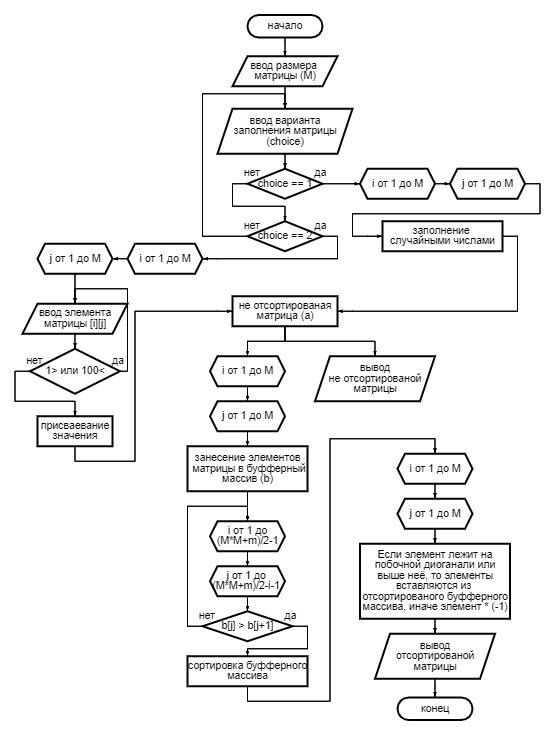 начало
ввод размера
матрицы (M)
ввод варианта
заполнения матрицы
(choice)
нет
да
choice == 1
i от 1 до M
j от 1 до M
нет
да
choice == 2
заполнение
случайными числами
j от 1 до M
i от 1 до M
ввод элемента
матрицы [i][j]
нет
да
1> или 100<
присваевание
значения
не отсортированая
матрица (a)
i от 1 до M
вывод
не отсортированой
матрицы
j от 1 до M
занесение элементов
матрицы в буфферный
массив (b)
i от 1 до
(M*M+m)/2-1
j от 1 до
(M*M+m)/2-i-1
нет
да
b[j] > b[j+1]
сортировка буфферного
массива
i от 1 до M
j от 1 до M
Если элемент лежит на
побочной диоганали или
выше неё, то элементы
вставляются из
отсортированого буфферного
массива, иначе элемент * (-1)
вывод
отсортированой
матрицы
конец